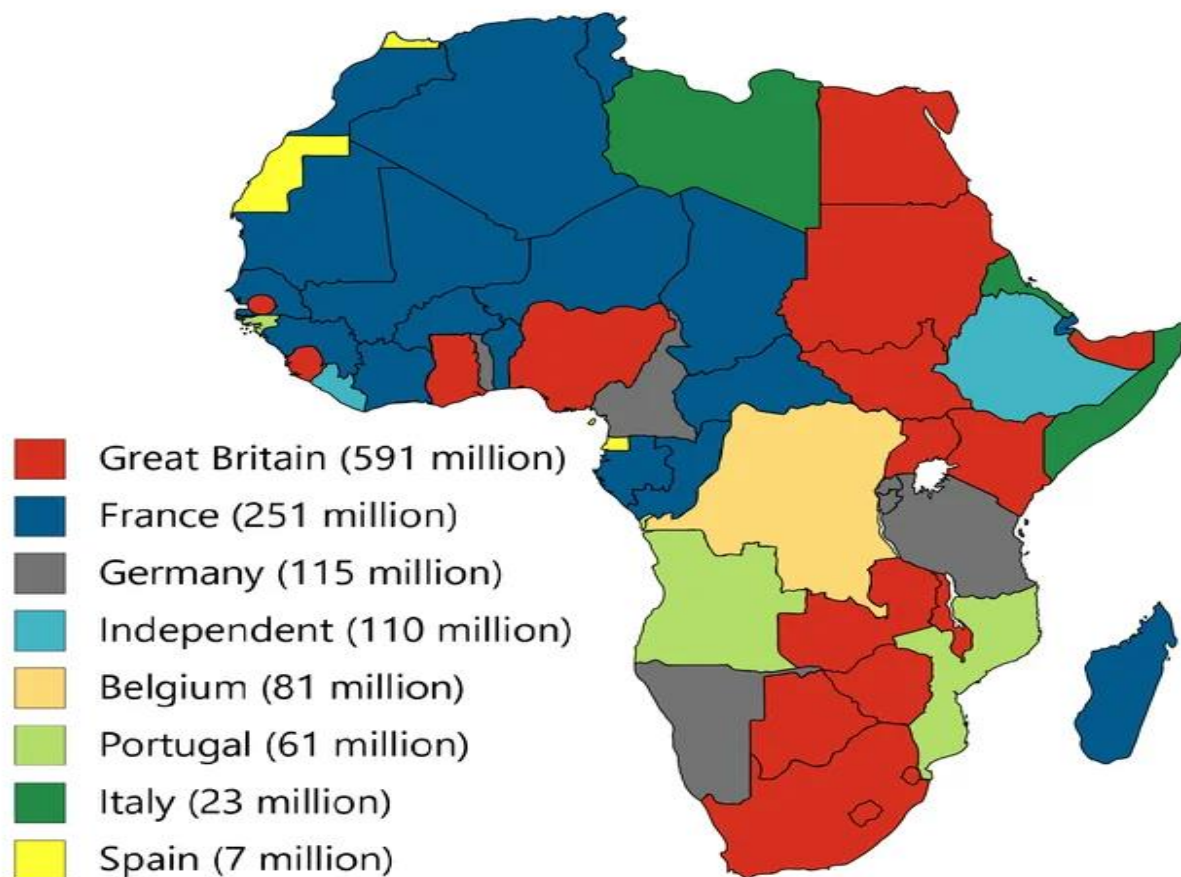 Great Britain (591 million)
France (251 million)
Germany (115 million)
Independent (110 million)
Belgium (81 million)
Portugal (61 million)
Italy (23 million)
Spain (7 million)